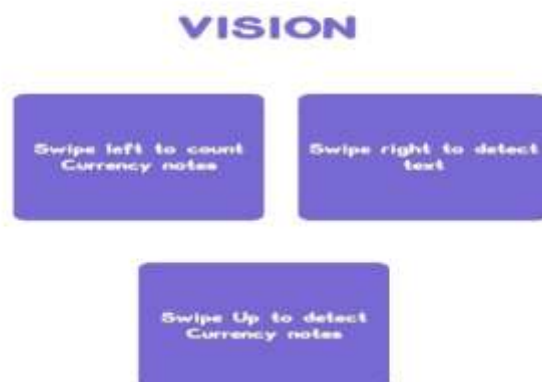 VISION
Swipe left to count
Currency notes
Swipe right to detect
text
Swipe Up to detect
Currency notes